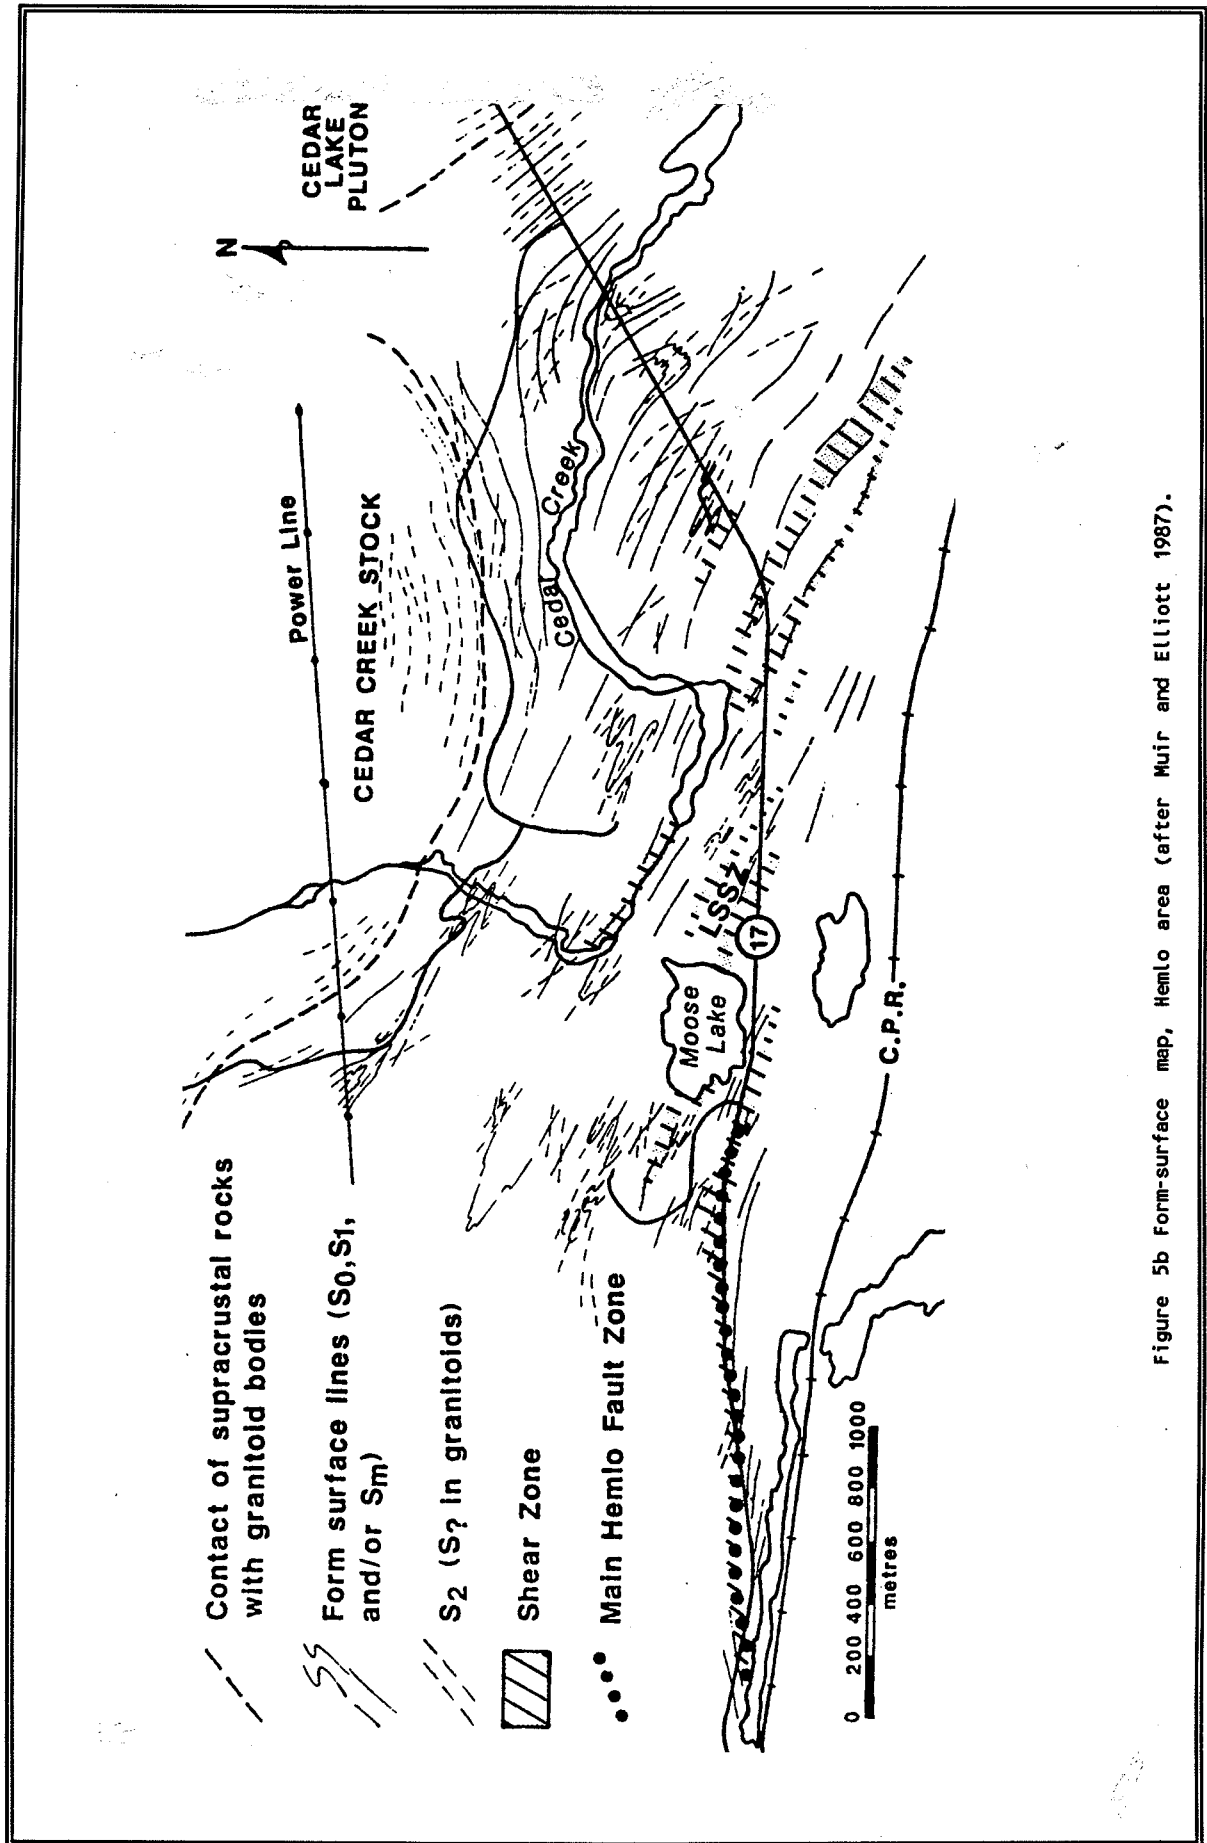 CEDAR
LAKE
PLUTON
N
Power Line
CEDAR CREEK STOCK
Cedar Creek
Contact of supracrustal rocks
with granitoid bodies
Form surface lines (S0,S1,
and/or Sm)
S2 (S? in granitoids)
Shear Zone
Main Hemlo Fault Zone
Moose
Lake
LSSZ
17
C.P.R.
0 200 400 600 800 1000
metres
Figure 5b Form-surface map, Hemlo area (after Muir and Elliott 1987).